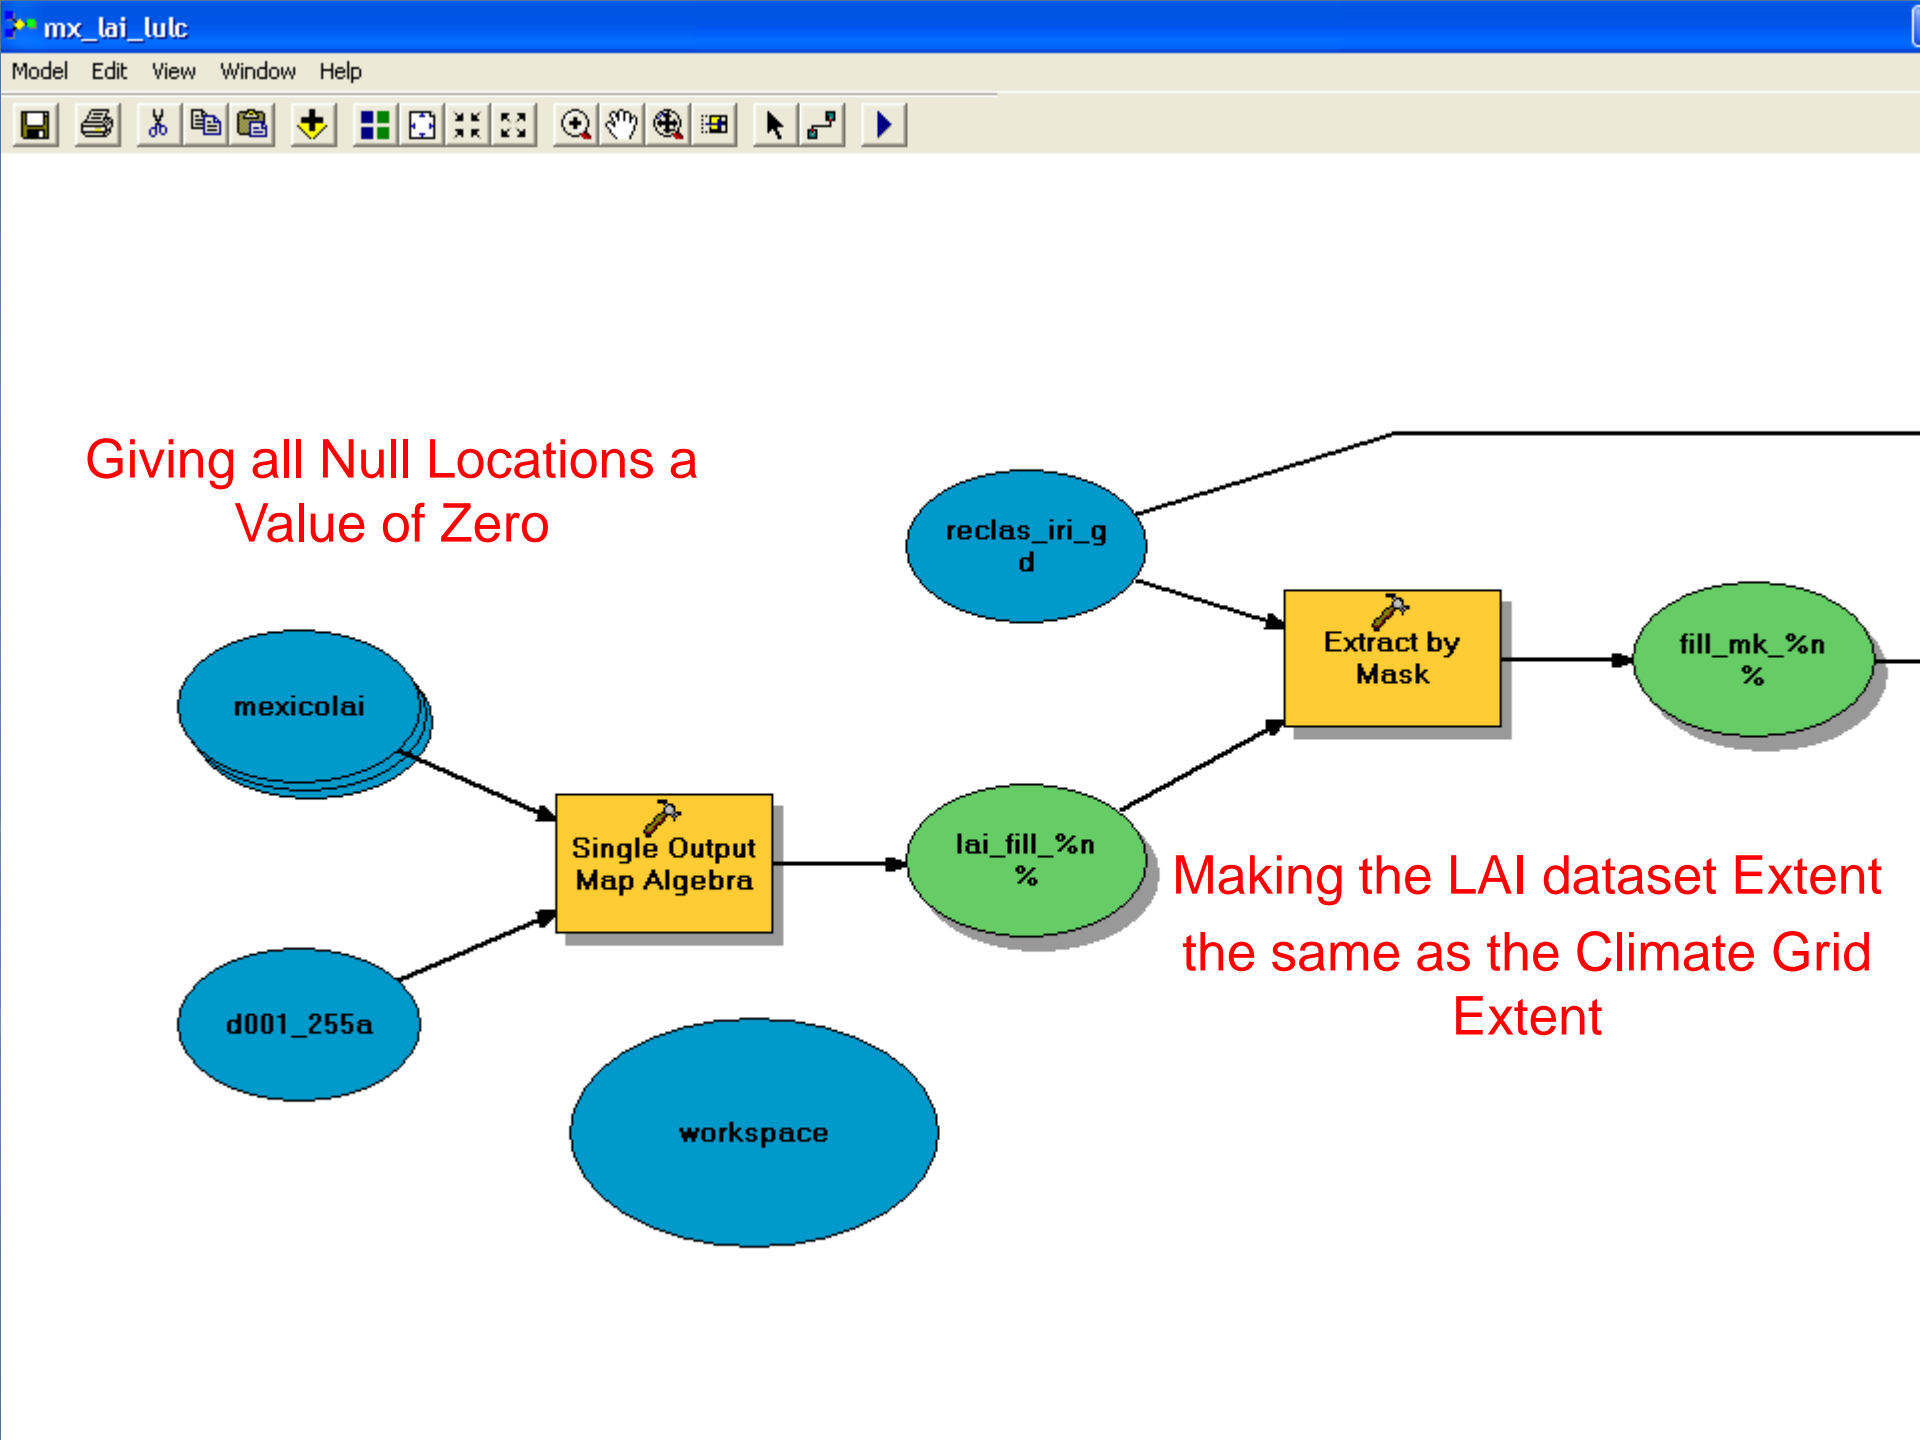 mx_lai_lulc
Model Edit View Window Help
Giving all Null Locations a
Value of Zero
reclas_iri_g
d
Extract by
Mask
fill_mk_%n
%
mexicolai
Single Output
Map Algebra
lai_fill_%n
%
Making the LAI dataset Extent
the same as the Climate Grid
Extent
d001_255a
workspace